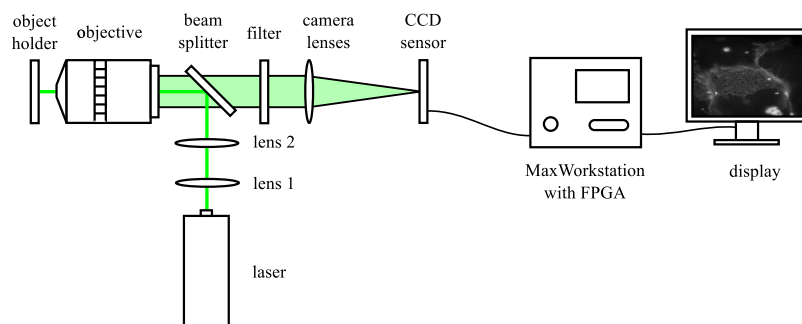 object
holder
objective
beam
splitter
filter
camera
lenses
CCD
sensor
lens 2
lens 1
laser
MaxWorkstation
with FPGA
display